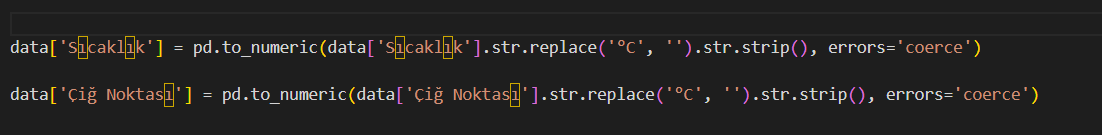 data['Sıcaklık'] = pd.to_numeric(data['Sıcaklık'].str.replace('°C', '').str.strip(), errors='coerce')
data['Çiğ Noktası'] = pd.to_numeric(data['Çiğ Noktası'].str.replace('°C', '').str.strip(), errors='coerce')